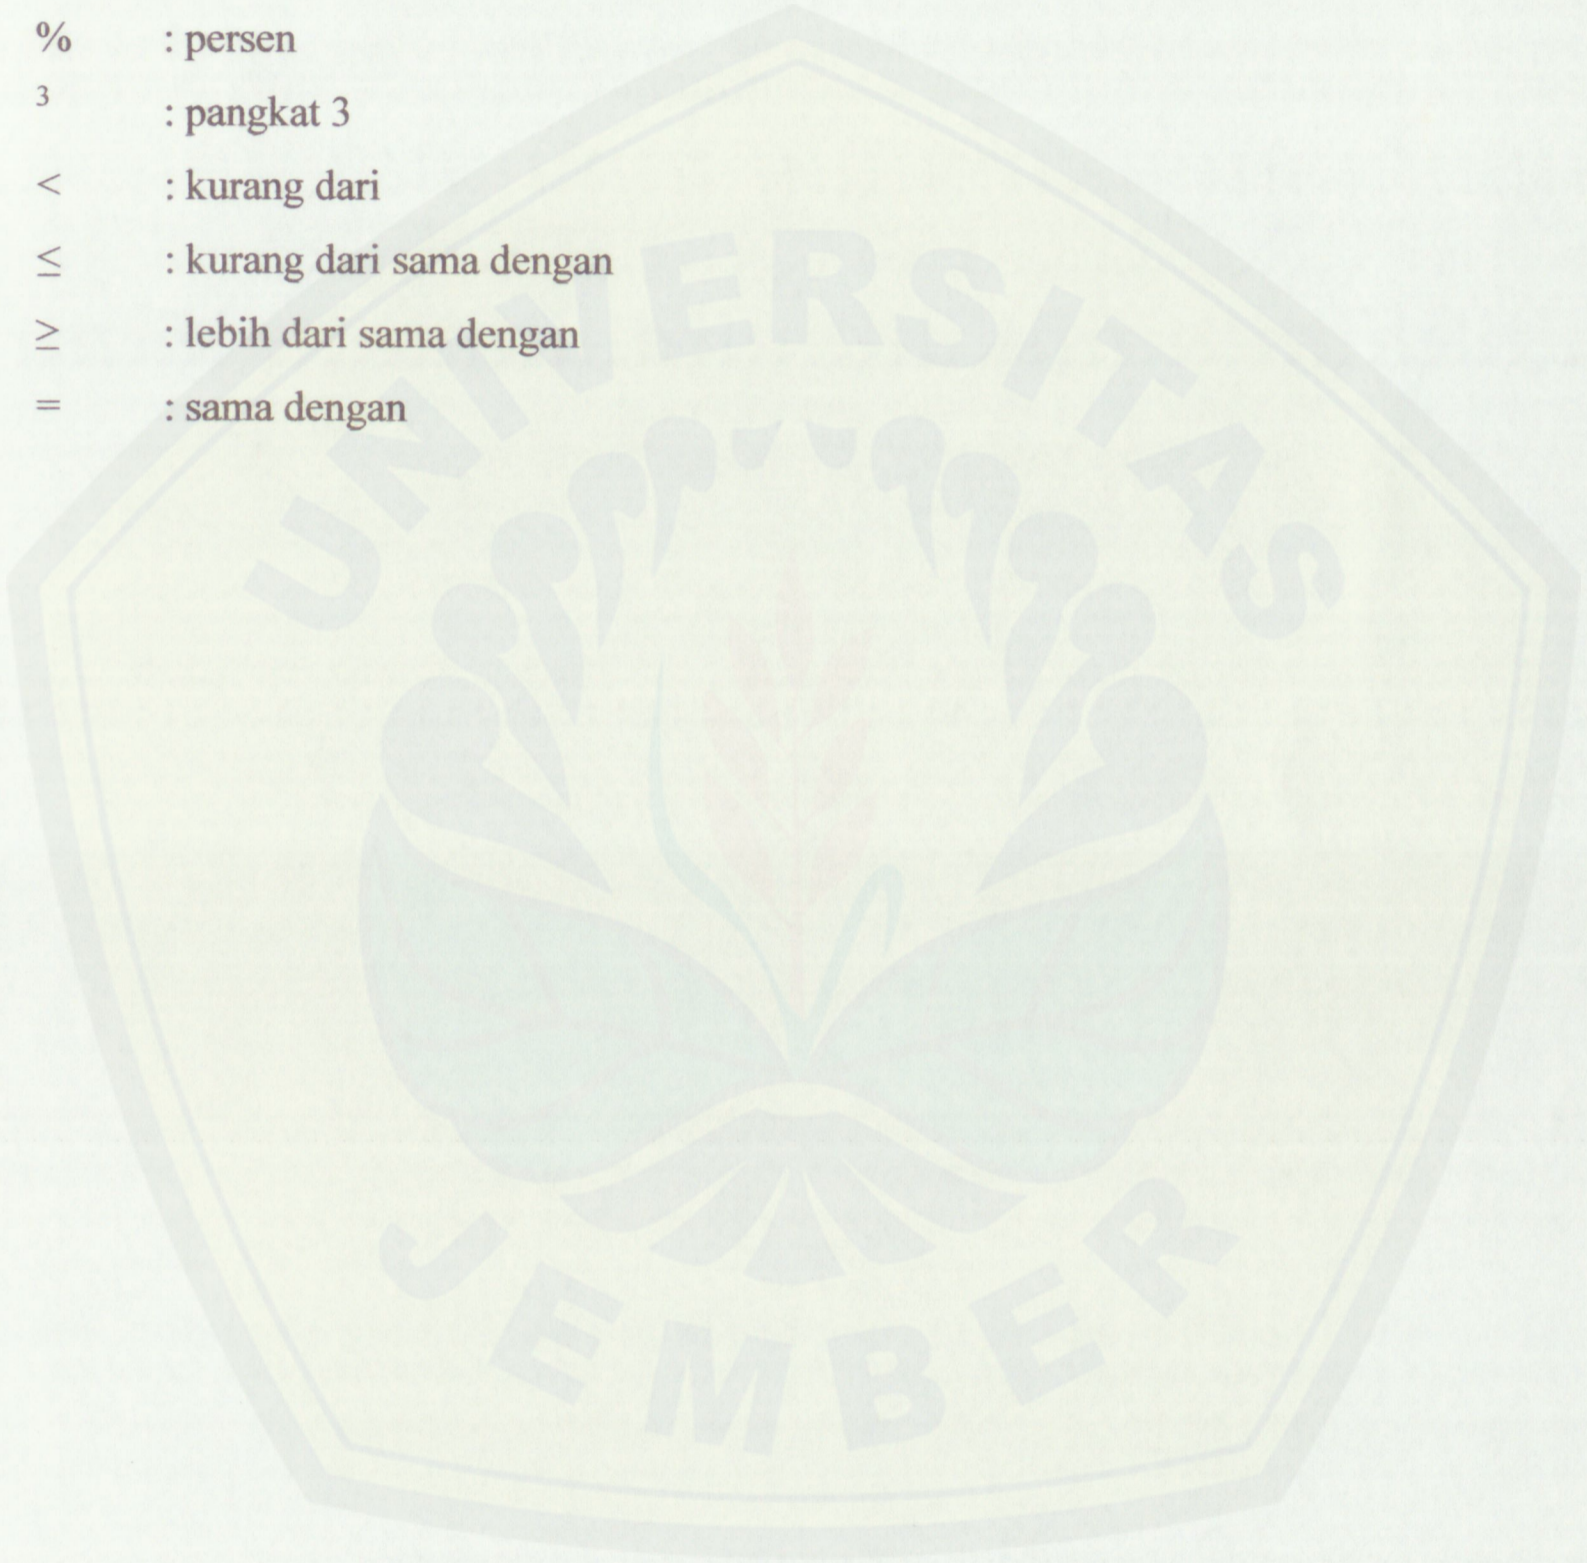 % : persen
³ : pangkat 3
< : kurang dari
≤ : kurang dari sama dengan
≥ : lebih dari sama dengan
= : sama dengan
UNIVERSITAS
JEMBER